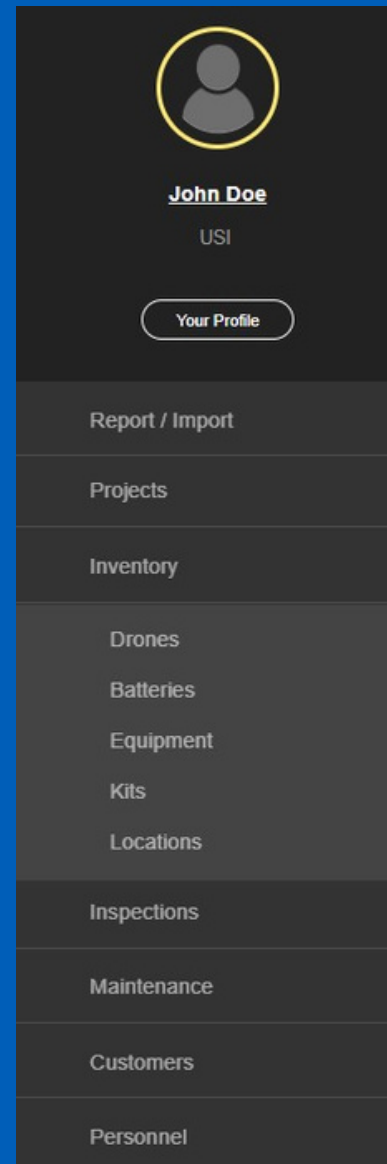 John Doe
USI
Your Profile
Report / Import
Projects
Inventory
Drones
Batteries
Equipment
Kits
Locations
Inspections
Maintenance
Customers
Personnel